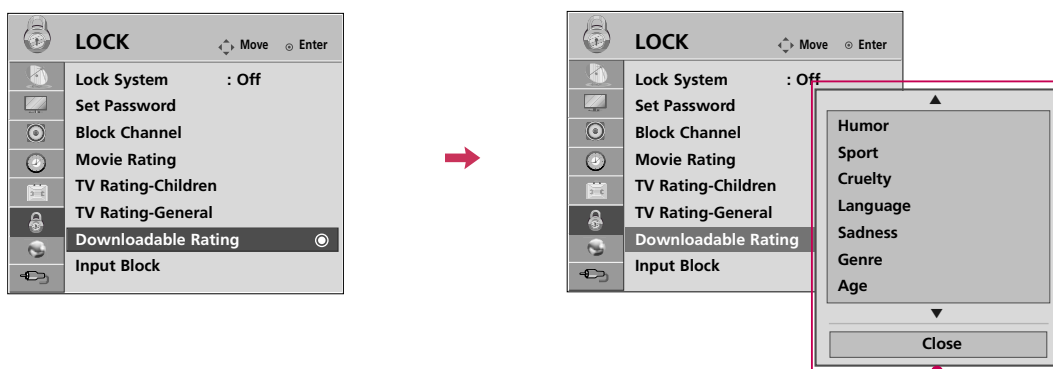 LOCK Move Enter
Lock System : Off
Set Password
Block Channel
Movie Rating
TV Rating-Children
TV Rating-General
Downloadable Rating
Input Block
LOCK Move Enter
Lock System : Off
Set Password
Block Channel
Movie Rating
TV Rating-Children
TV Rating-General
Downloadable Rating
Input Block
Humor
Sport
Cruelty
Language
Sadness
Genre
Age
Close